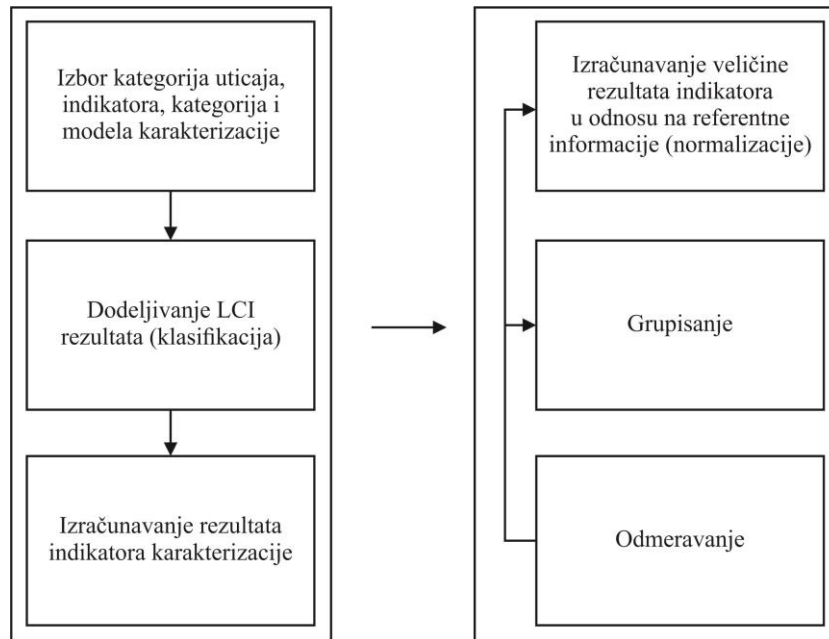 Izbor kategorija uticaja,
indikatora, kategorija i
modela karakterizacije
Dodeljivanje LCI
rezultata (klasifikacija)
Izračunavanje rezultata
indikatora karakterizacije
Izračunavanje veličine
rezultata indikatora
u odnosu na referentne
informacije (normalizacije)
Grupisanje
Odmeravanje